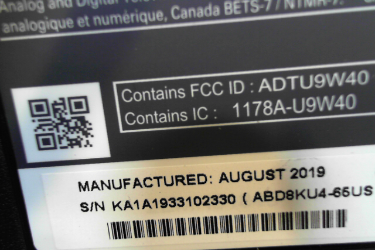 Analog and Digital
analogique et numérique, Canada BETS-7 / NTMR-7.
Contains FCC ID : ADTU9W40
Contains IC : 1178A-U9W40
MANUFACTURED: AUGUST 2019
S/N KA1A1933102330 ( ABD8KU4-55US